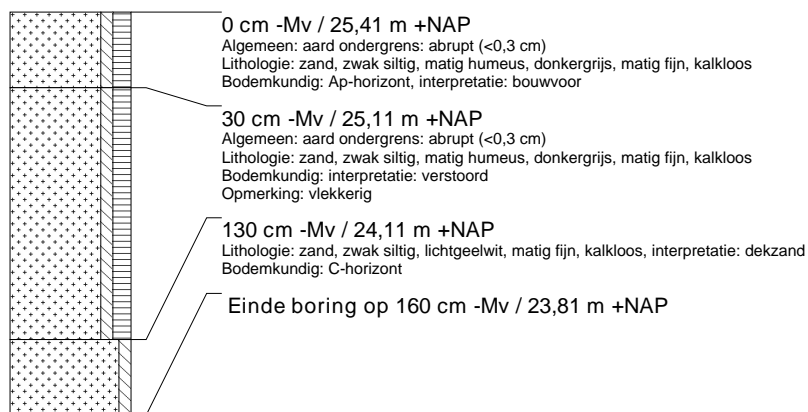 0 cm -Mv / 25,41 m +NAP
Algemeen: aard ondergrens: abrupt (<0,3 cm)
Lithologie: zand, zwak siltig, matig humeus, donkergrijs, matig fijn, kalkloos
Bodemkundig: Ap-horizont, interpretatie: bouwvoor
30 cm -Mv / 25,11 m +NAP
Algemeen: aard ondergrens: abrupt (<0,3 cm)
Lithologie: zand, zwak siltig, matig humeus, donkergrijs, matig fijn, kalkloos
Bodemkundig: interpretatie: verstoord
Opmerking: vlekkerig
130 cm -Mv / 24,11 m +NAP
Lithologie: zand, zwak siltig, lichtgeelwit, matig fijn, kalkloos, interpretatie: dekzand
Bodemkundig: C-horizont
Einde boring op 160 cm -Mv / 23,81 m +NAP